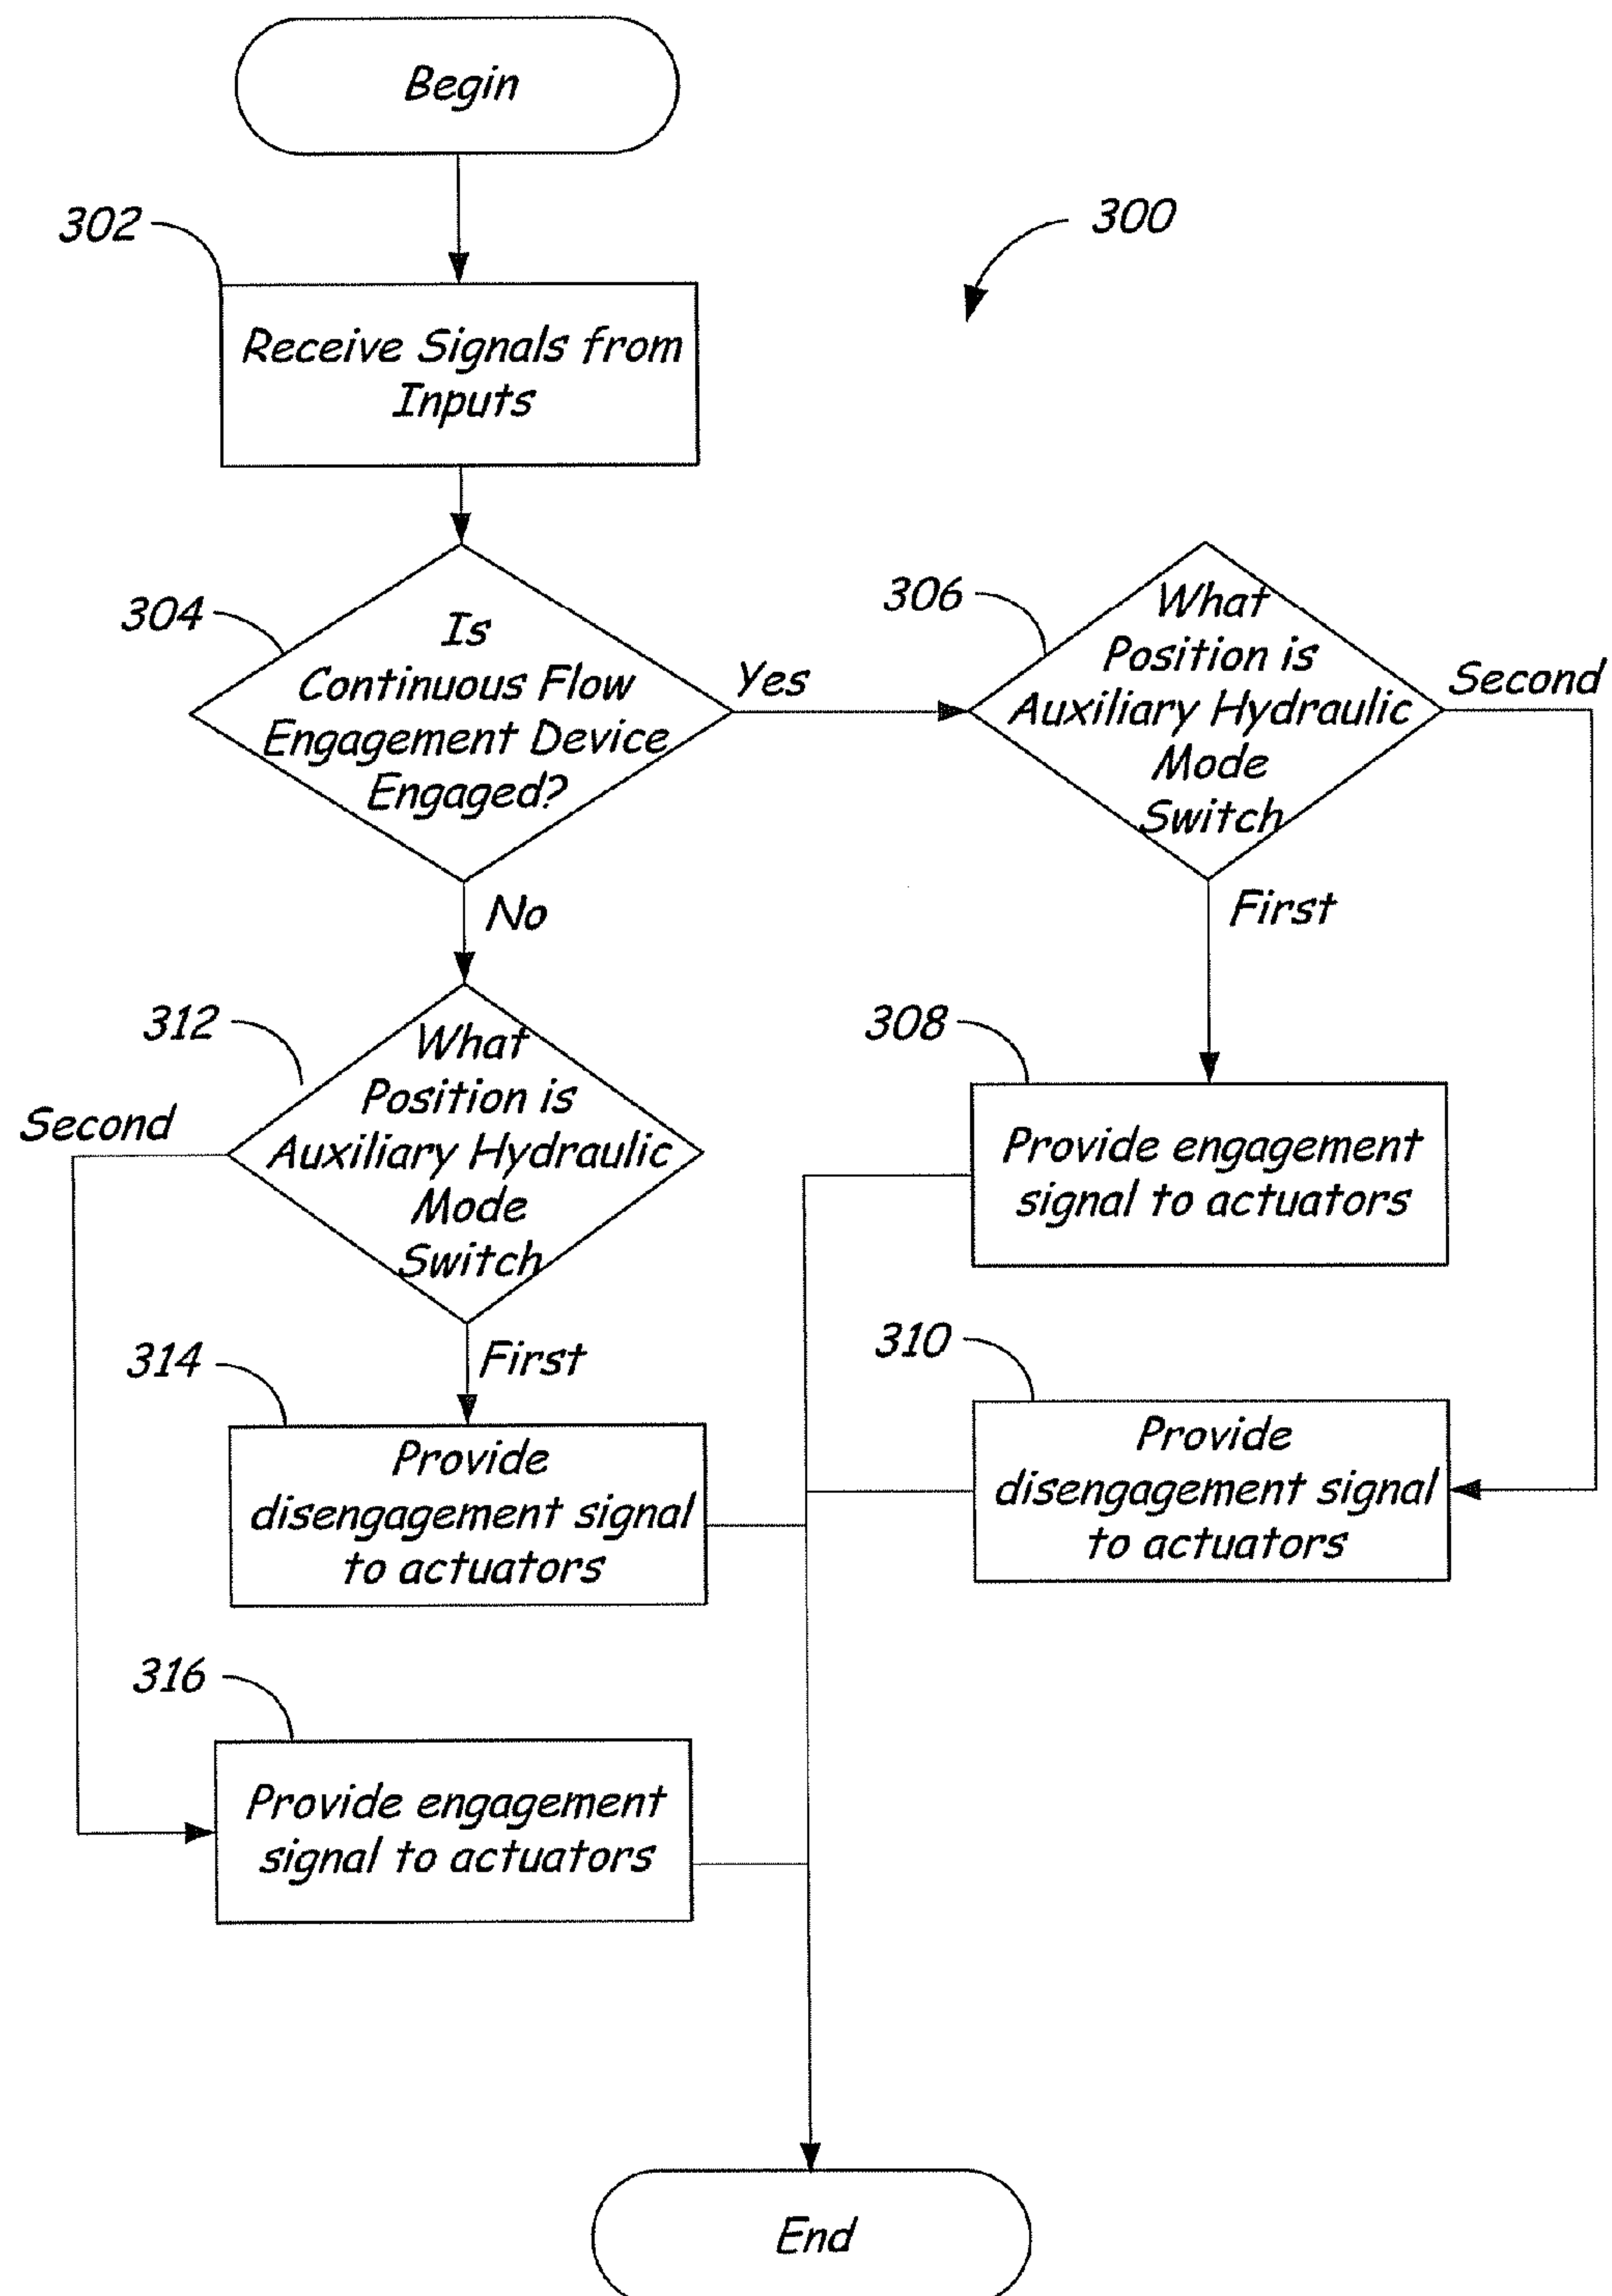 Begin
302
300
Receive Signals from
Inputs
304
Is
Continuous Flow
Engagement Device
Engaged?
Yes
306
What
Position is
Auxiliary Hydraulic
Mode
Switch
Second
No
First
312
What
Position is
Auxiliary Hydraulic
Mode
Switch
Second
308
Provide engagement
signal to actuators
314
First
310
Provide
disengagement signal
to actuators
Provide
disengagement signal
to actuators
316
Provide engagement
signal to actuators
End